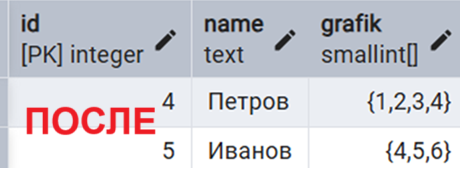 id name grafik
[PK] integer text smallint[]
4 Петров {1,2,3,4}
ПОСЛЕ
5 Иванов {4,5,6}